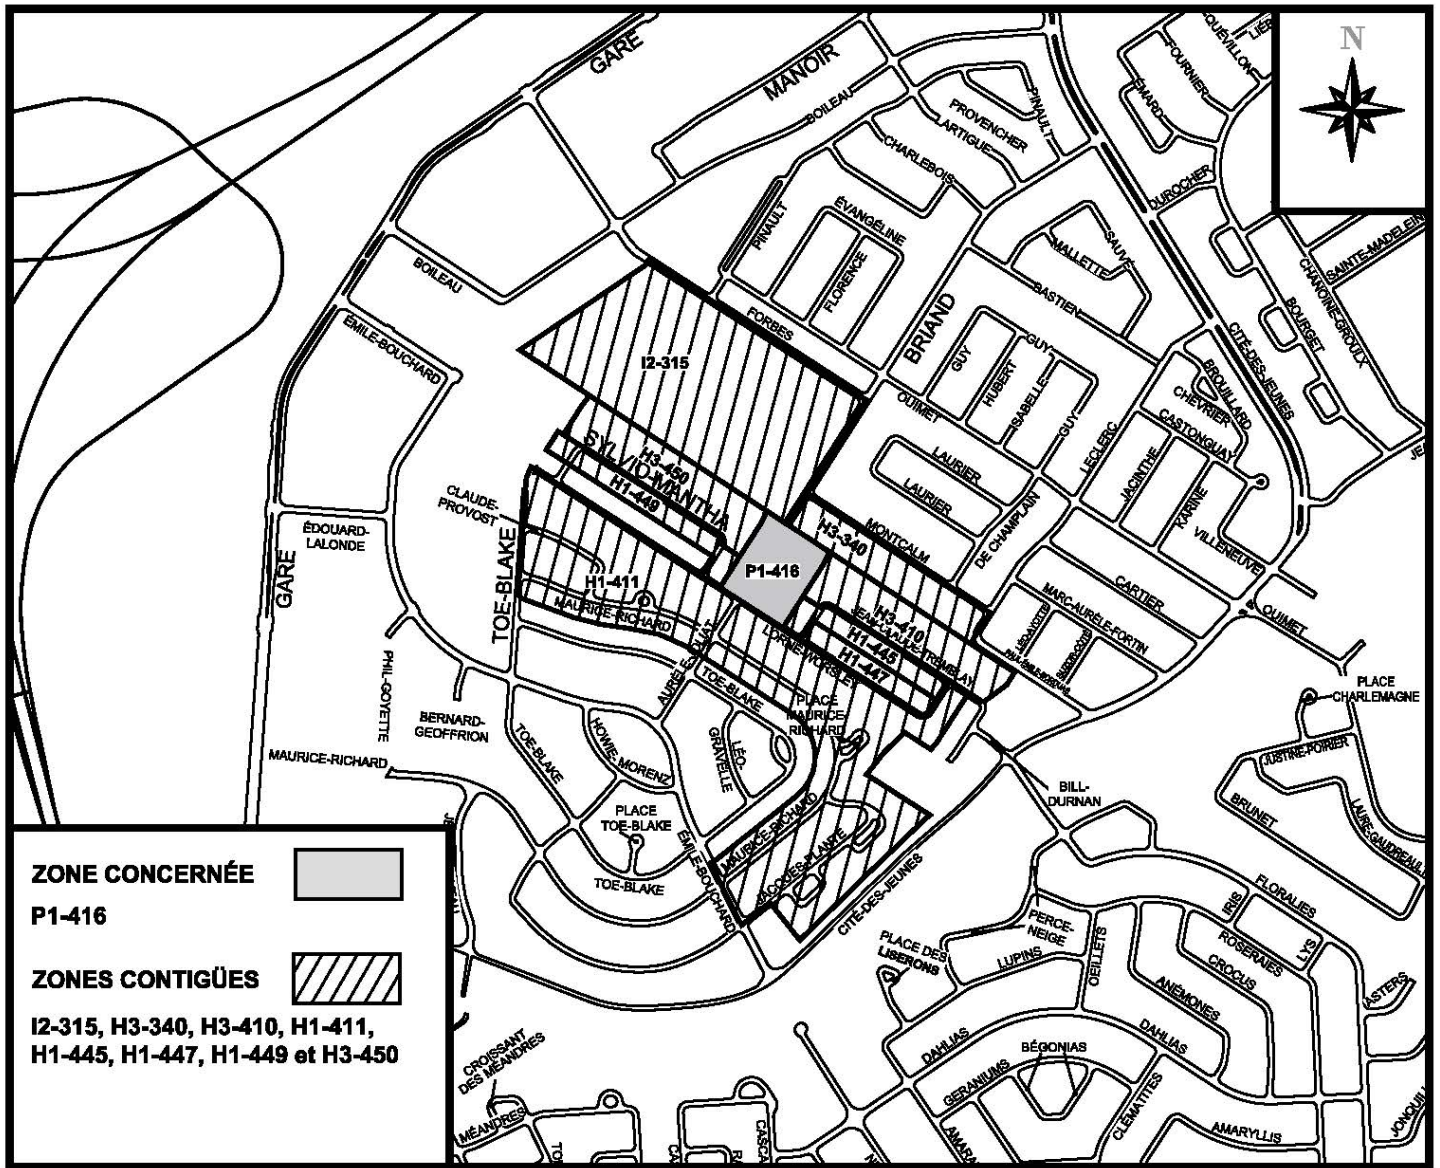 N
GARE
MANOIR
BOILEAU
PINAULT
PROVENCHER
LARTIGUE
CHARLEBOIS
FOURNIER
ÉMARD
DUROCHER
PINAULT
ÉVANGÉLINE
FLORENCE
SAUVÉ
MALLETTE
BASTIEN
SAINTE-MADELEIN
CHANOINE-GROULX
BOURGET
CITÉ-DES-JEUNES
BOILEAU
ÉMILE-BOUCHARD
FORBES
BRIAND
I2-315
GUY
GUY
HUBERT
ISABELLE
GUY
BROUILLARD
CHEVRIER
CASTONGUAY
OUIMET
LECLERC
LAURIER
LAURIER
JACINTHE
KARINE
VILLENEUVE
SYLVIO-MANTHA
H3-450
H1-449
CLAUDE-
PROVOST
ÉDOUARD-
LALONDE
GARE
TOE-BLAKE
H3-340
MONTCALM
DE CHAMPLAIN
P1-416
H1-411
MAURICE-RICHARD
CARTIER
MARC-AURÈLE-FORTIN
OUIMET
H3-410
JEAN-CLAUDE-TREMBLAY
H1-445
H1-447
LORNE-WORSLEY
TOE-BLAKE
PLACE
MAURICE-
RICHARD
PLACE
CHARLEMAGNE
PHIL-GOYETTE
BERNARD-
GEOFFRION
MAURICE-RICHARD
TOE-BLAKE
HOWIE-MORENZ
LÉO-
GRAVELLE
PLACE
TOE-BLAKE
TOE-BLAKE
ÉMILE-BOUCHARD
MAURICE-RICHARD
JACQUES-PLANTE
CITÉ-DES-JEUNES
BILL-
DURNAN
JUSTINE-POIRIER
BRUNET
LAURE-GAUDREAUL
PLACE DES
LISERONS
PERCE-
NEIGE
LUPINS
OEILLETS
IRIS
FLORALIES
LYS
ROSERAIES
CROCUS
ANÉMONES
ASTERS
DAHLIAS
DAHLIAS
BÉGONIAS
GERANIUMS
CLÉMATITES
AMARYLLIS
JONQUIL
CROISSANT
DES MÉANDRES
MÉANDRES
CASCA
ZONE CONCERNÉE
P1-416
ZONES CONTIGÜES
I2-315, H3-340, H3-410, H1-411,
H1-445, H1-447, H1-449 et H3-450